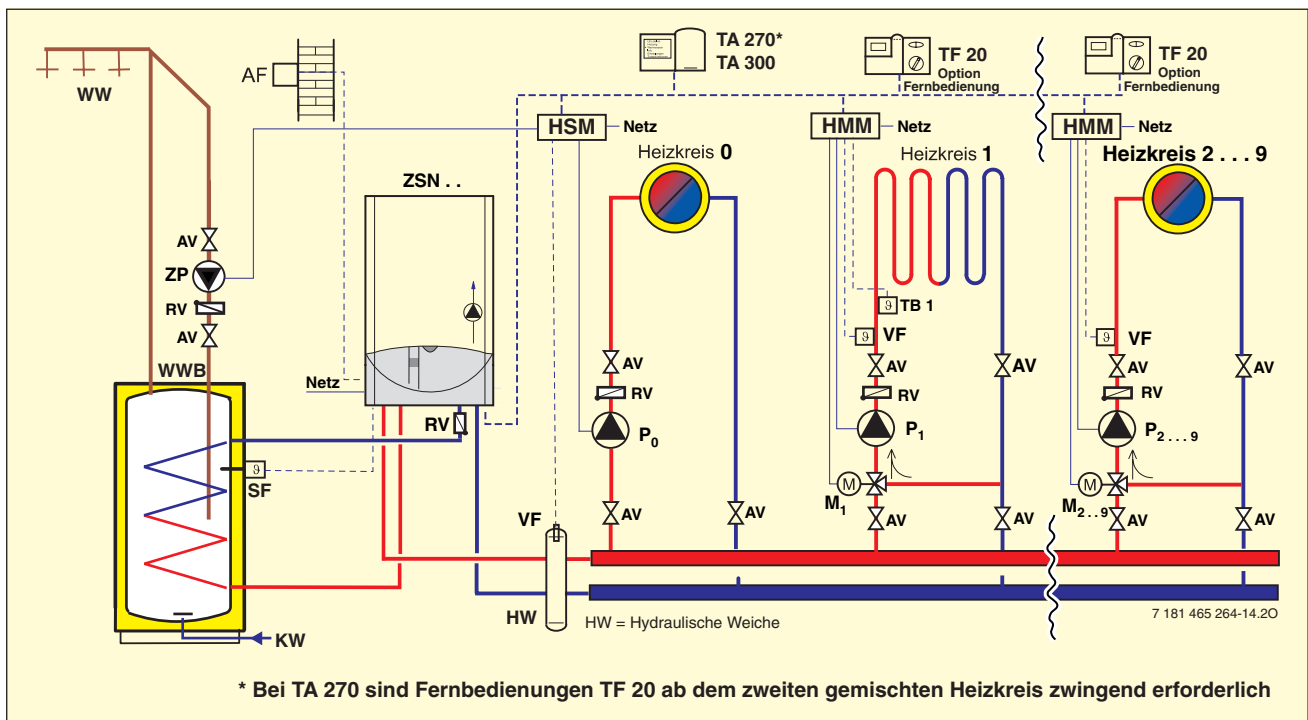 WW
AF
TA 270*
TA 300
TF 20
Option
Fernbedienung
TF 20
Option
Fernbedienung
HSM
Netz
HMM
Netz
HMM
Netz
Heizkreis 0
Heizkreis 1
Heizkreis 2 . . . 9
ZSN . .
AV
ZP
RV
AV
WWB
Netz
RV
ϑ
SF
KW
VF
HW
HW = Hydraulische Weiche
AV
RV
P0
AV
AV
ϑ
TB 1
ϑ
VF
AV
AV
RV
P1
M
M1
AV
AV
ϑ
VF
AV
AV
RV
P2 . . . 9
M
M2 . . 9
AV
AV
7 181 465 264-14.2O
* Bei TA 270 sind Fernbedienungen TF 20 ab dem zweiten gemischten Heizkreis zwingend erforderlich